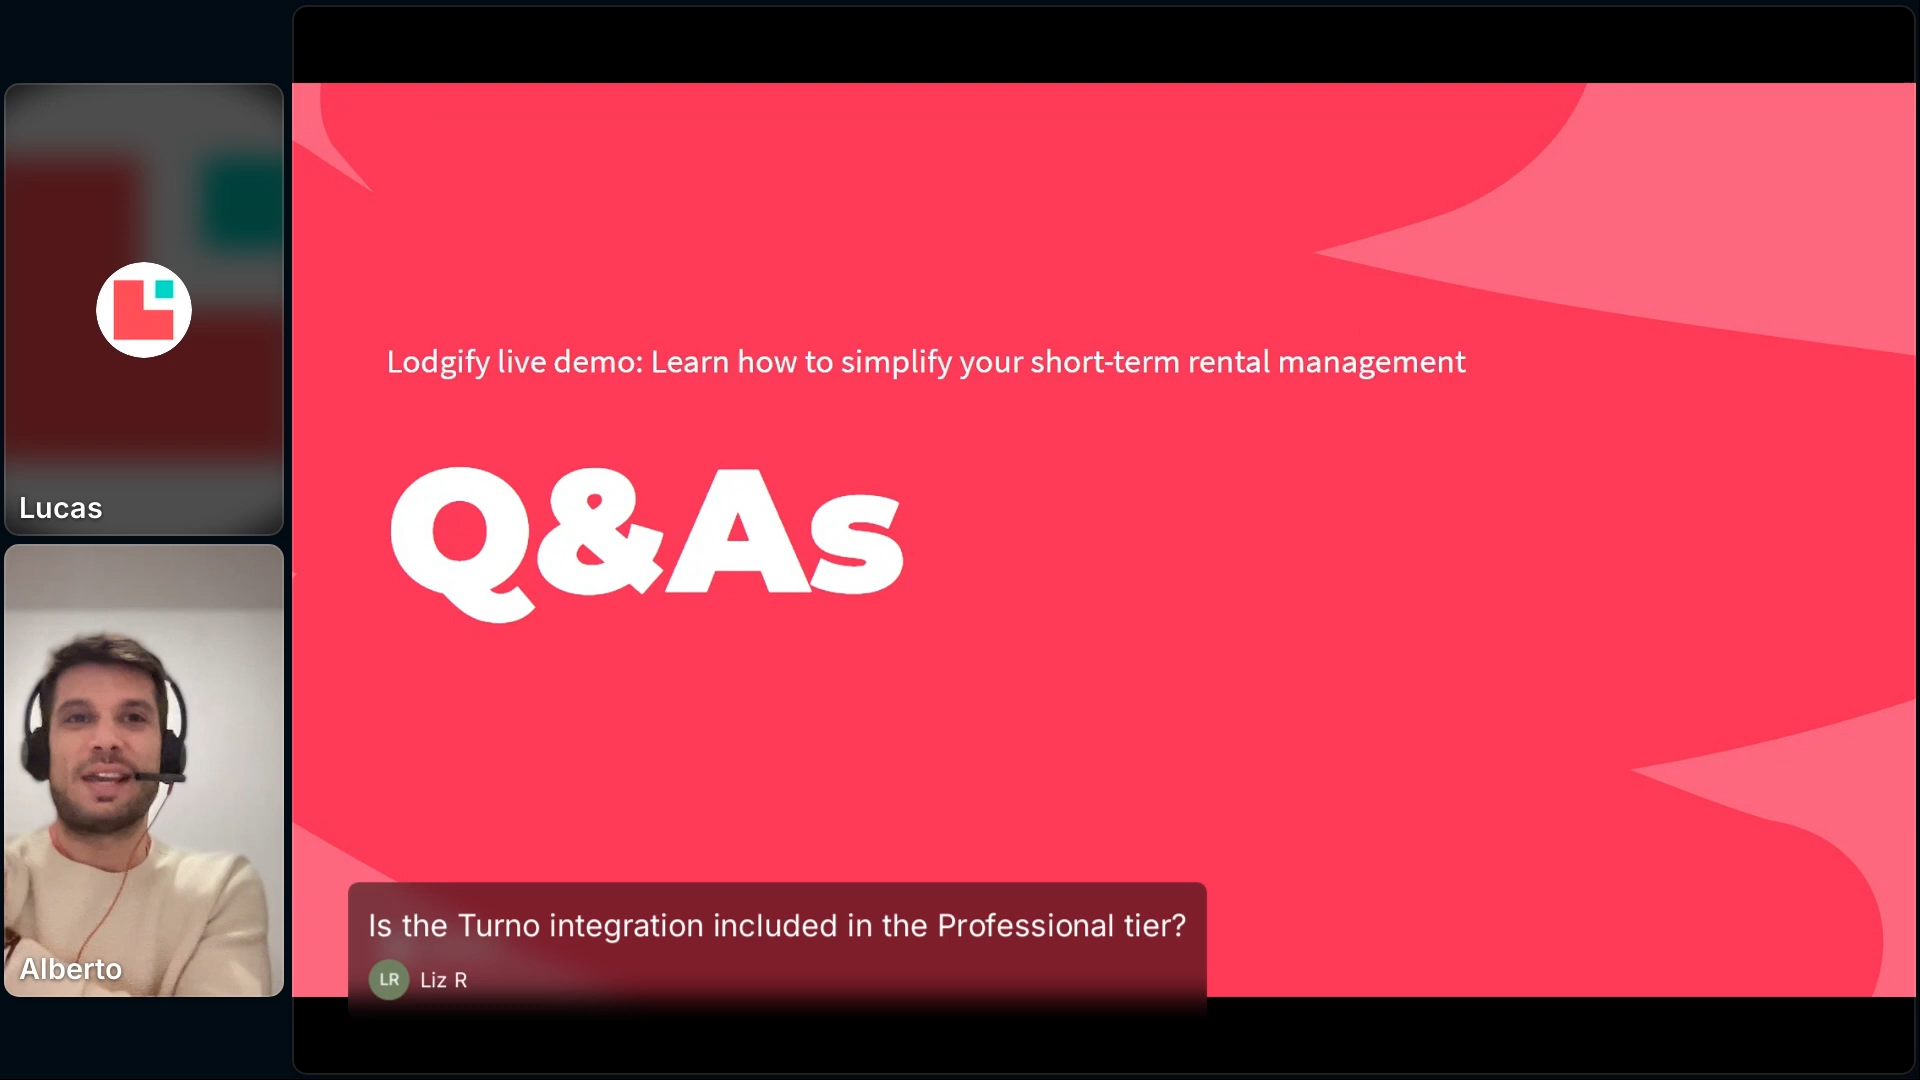 Lucas
Alberto
Lodgify live demo: Learn how to simplify your short-term rental management
Q&As
Is the Turno integration included in the Professional tier?
LR Liz R